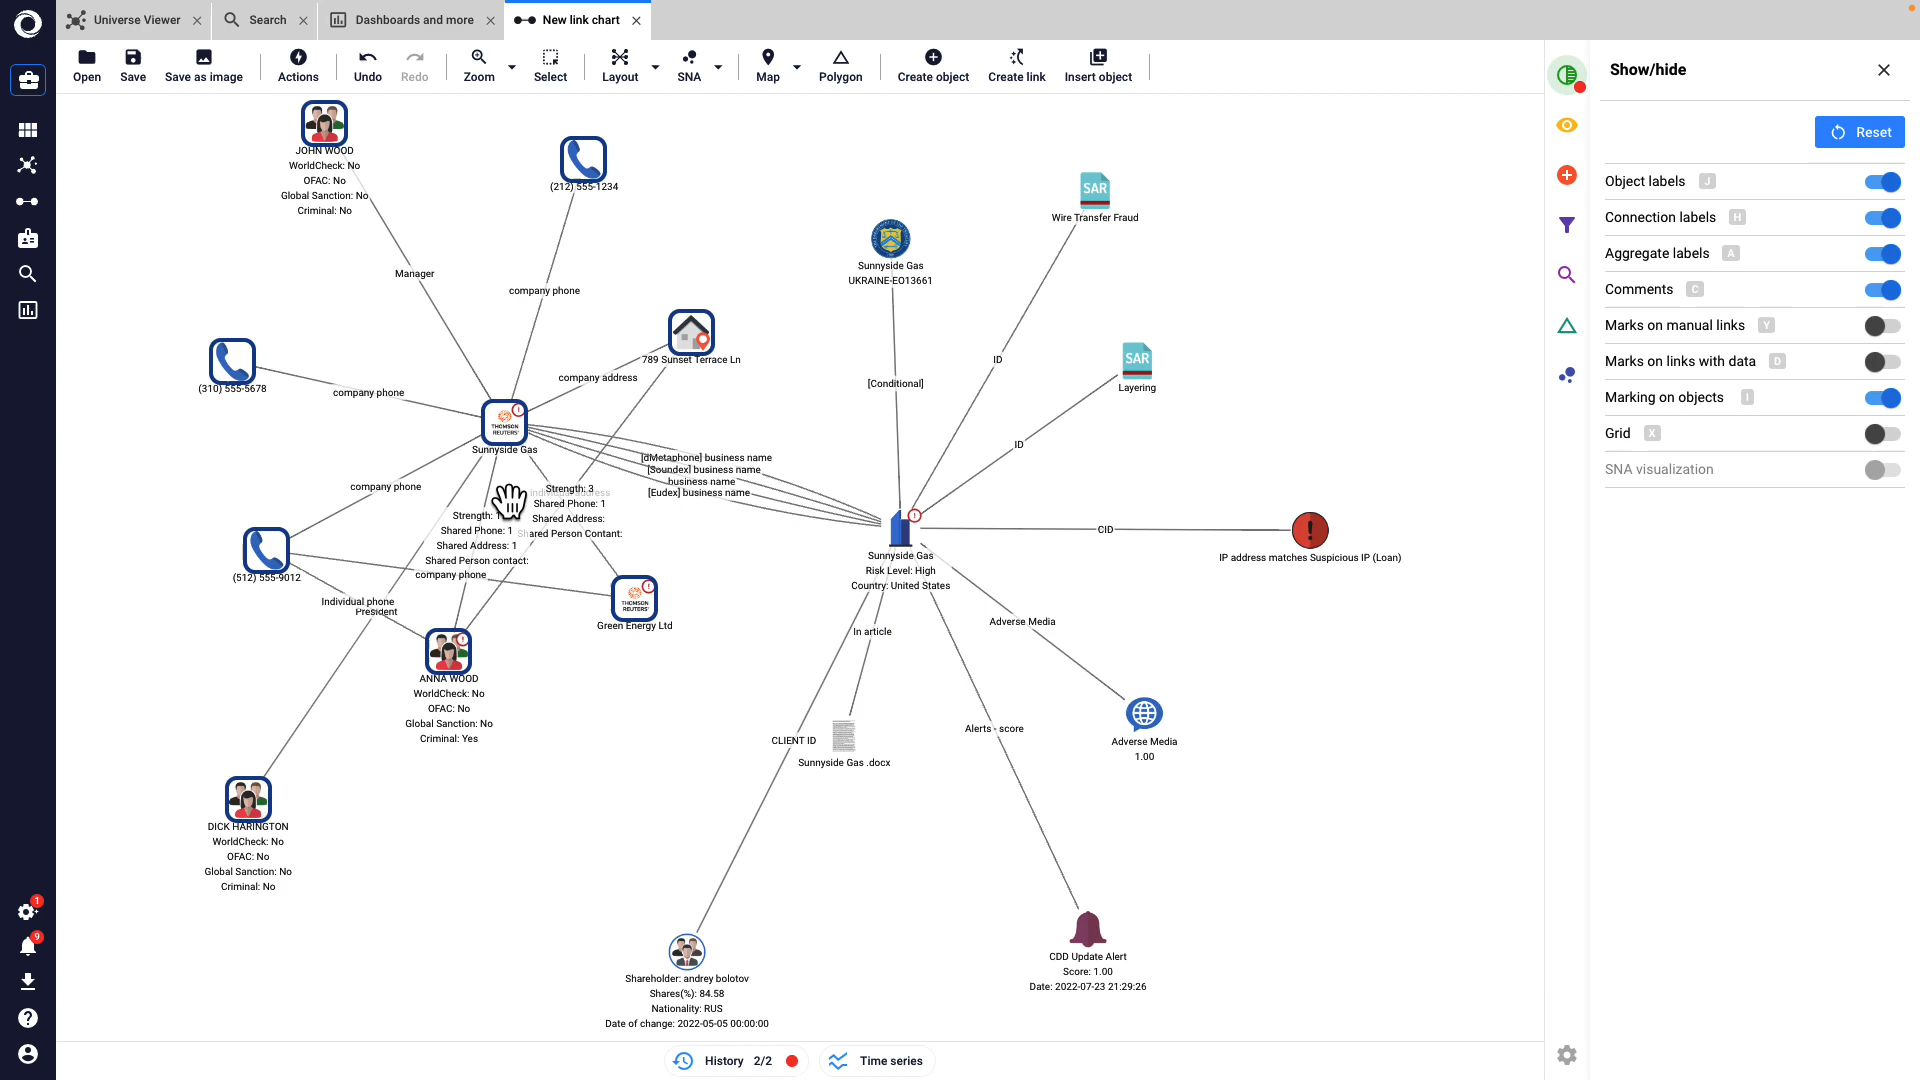 Universe Viewer
Search
Dashboards and more
New link chart
Open
Save
Save as image
Actions
Undo
Redo
Zoom
Select
Layout
SNA
Map
Polygon
Create object
Create link
Insert object
Show/hide
Reset
Object labels J
Connection labels H
Aggregate labels A
Comments C
Marks on manual links Y
Marks on links with data D
Marking on objects I
Grid X
SNA visualization
JOHN WOOD
WorldCheck: No
OFAC: No
Global Sanction: No
Criminal: No
(212) 555-1234
Manager
company phone
789 Sunset Terrace Ln
company address
(310) 555-5678
company phone
THOMSON
REUTERS
Sunnyside Gas
[dMetaphone] business name
[Soundex] business name
business name
[Eudex] business name
company phone
individual address
Strength: 3
Shared Phone: 1
Shared Address:
Shared Person Contant:
Strength: 1
Shared Phone: 1
Shared Address: 1
Shared Person contact:
company phone
(512) 555-9012
Individual phone
President
THOMSON
REUTERS
Green Energy Ltd
ANNA WOOD
WorldCheck: No
OFAC: No
Global Sanction: No
Criminal: Yes
DICK HARINGTON
WorldCheck: No
OFAC: No
Global Sanction: No
Criminal: No
Sunnyside Gas
UKRAINE-EO13661
[Conditional]
SAR
Wire Transfer Fraud
ID
SAR
Layering
ID
CID
IP address matches Suspicious IP (Loan)
Sunnyside Gas
Risk Level: High
Country: United States
In article
Adverse Media
CLIENT ID
Sunnyside Gas .docx
Alerts - score
Adverse Media
1.00
Shareholder: andrey bolotov
Shares(%): 84.58
Nationality: RUS
Date of change: 2022-05-05 00:00:00
CDD Update Alert
Score: 1.00
Date: 2022-07-23 21:29:26
1
9
History 2/2
Time series